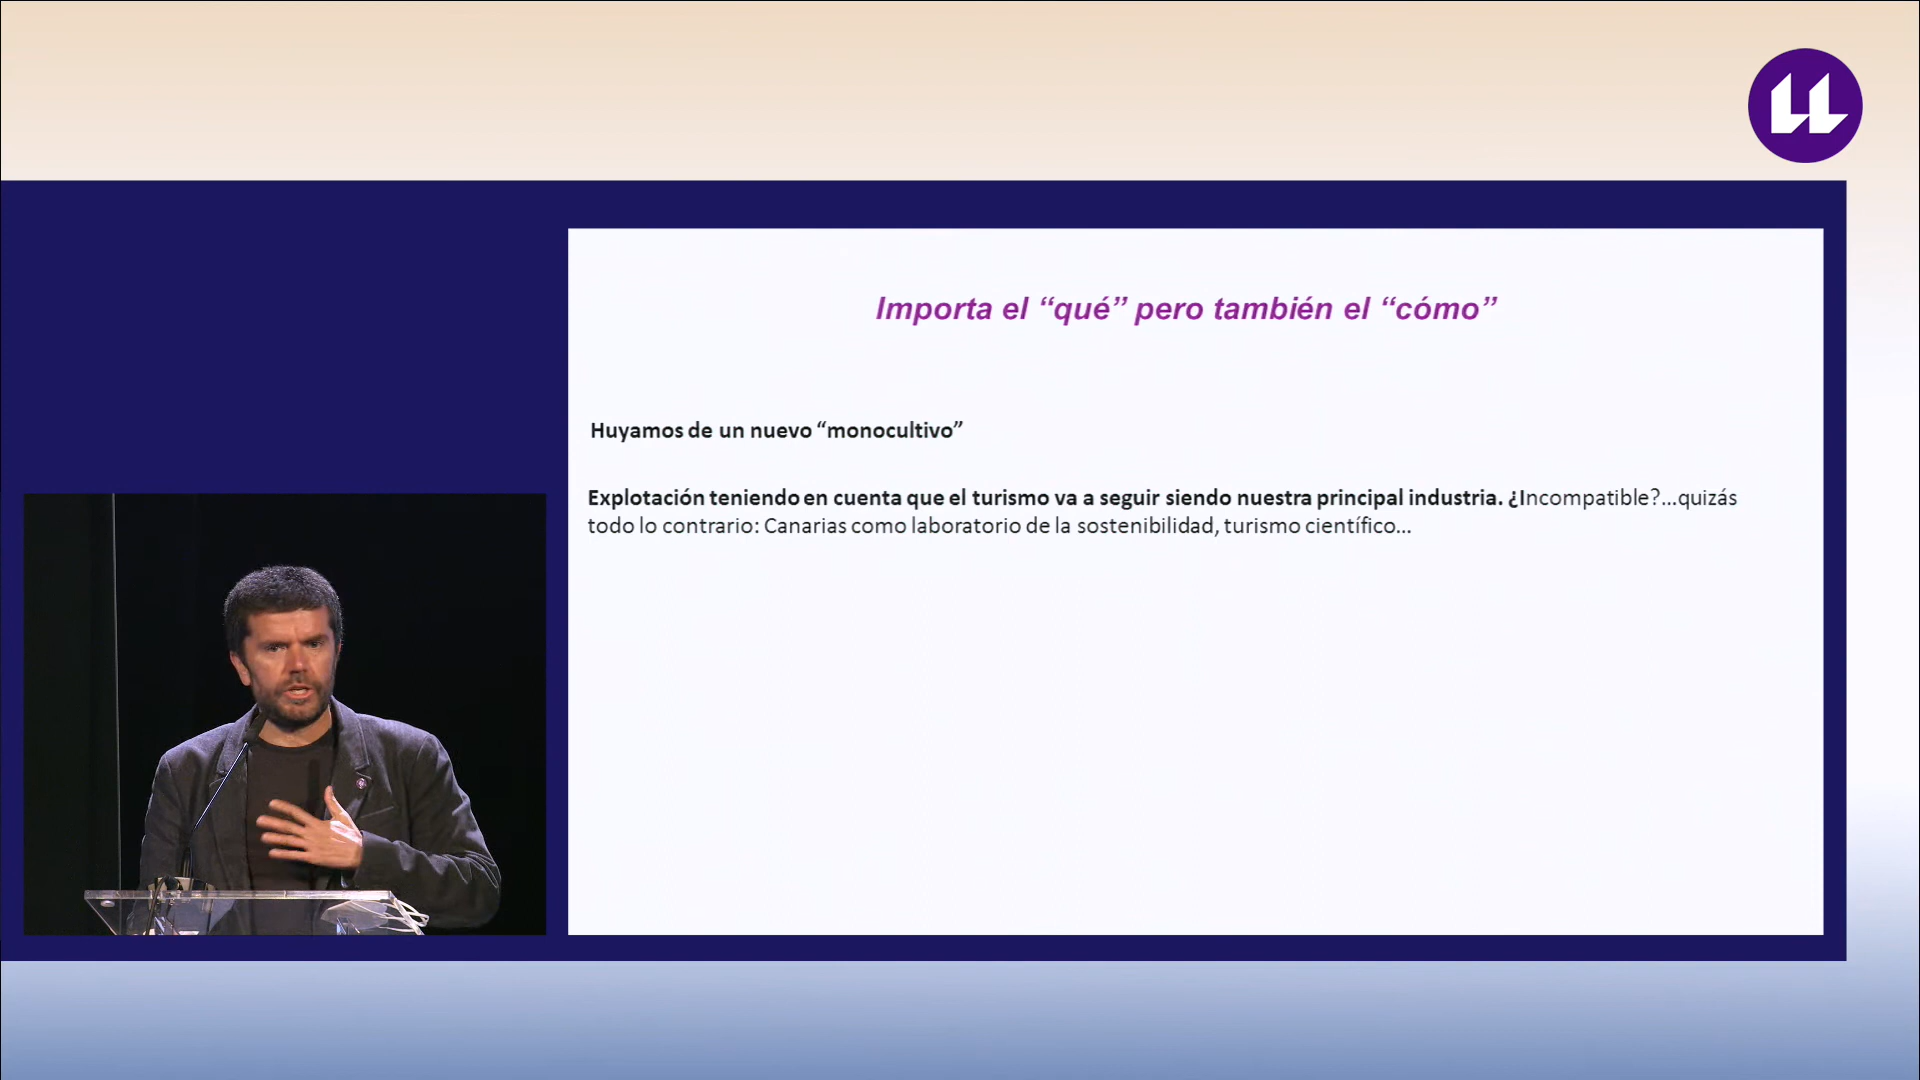 Importa el “qué” pero también el “cómo”
Huyamos de un nuevo “monocultivo”
Explotación teniendo en cuenta que el turismo va a seguir siendo nuestra principal industria. ¿Incompatible?...quizás
todo lo contrario: Canarias como laboratorio de la sostenibilidad, turismo científico...